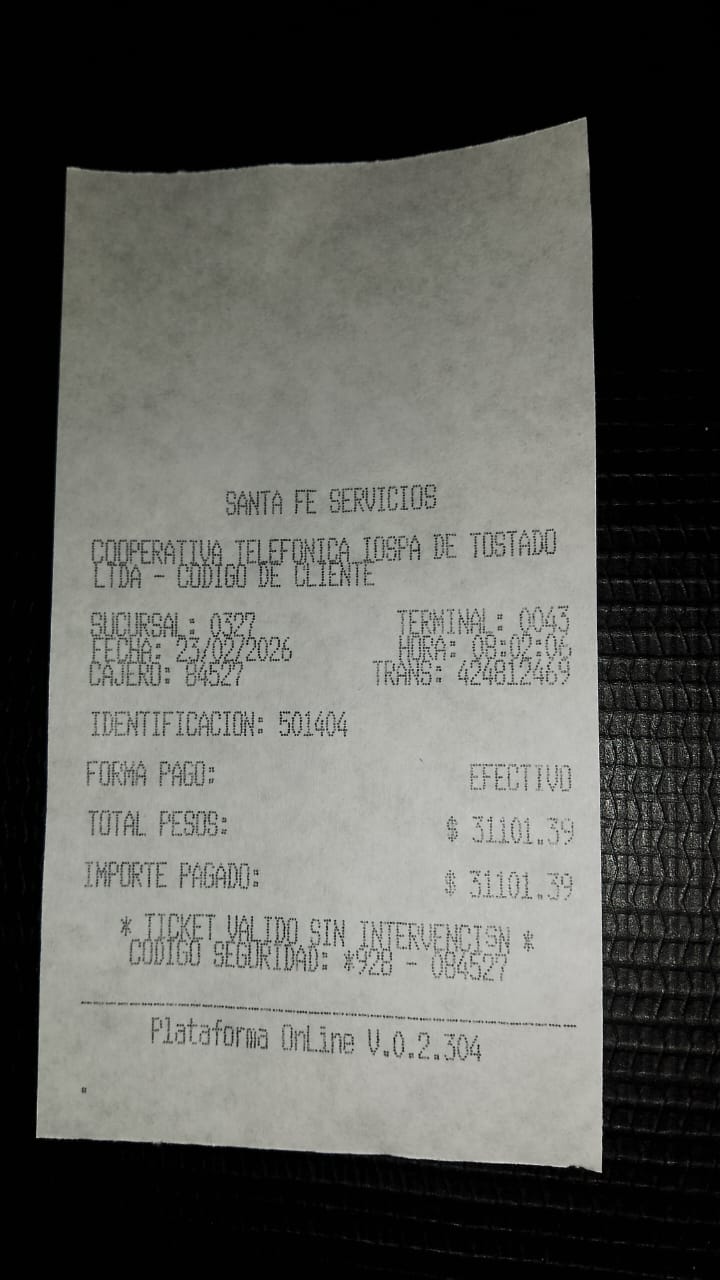 SANTA FE SERVICIOS
COOPERATIVA TELEFONICA IOSPA DE TOSTADO
LTDA - CODIGO DE CLIENTE
SUCURSAL: 0327 TERMINAL: 0043
FECHA: 23/02/2026 HORA: 08:02:06
CAJERO: 84527 TRANS: 424812469
IDENTIFICACION: 501404
FORMA PAGO: EFECTIVO
TOTAL PESOS: $ 31101.39
IMPORTE PAGADO: $ 31101.39
* TICKET VALIDO SIN INTERVENCISN *
CODIGO SEGURIDAD: *928 - 084527
Plataforma OnLine V.0.2.304